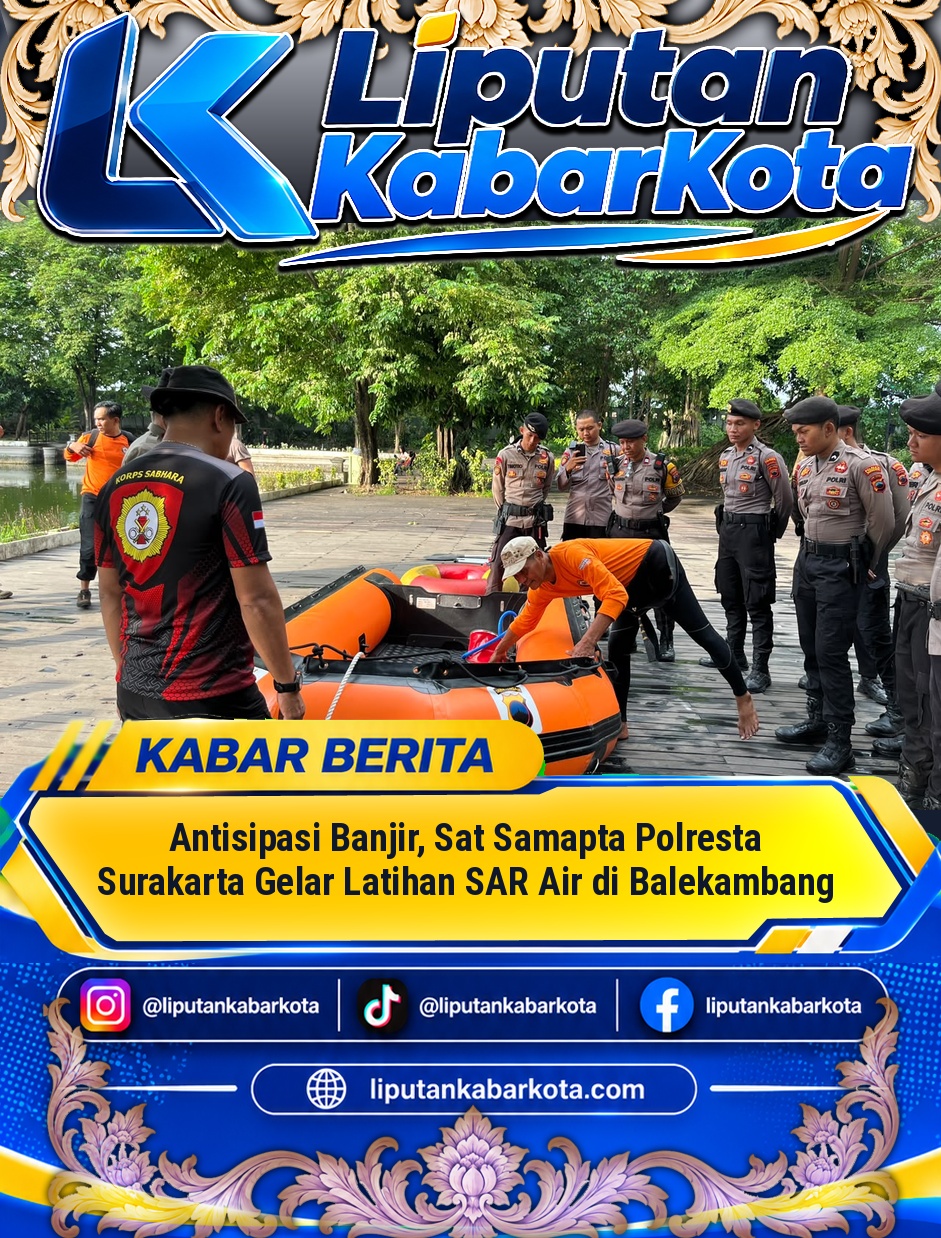 LK
Liputan
KabarKota
KORPS SABHARA
POLRI
KABAR BERITA
Antisipasi Banjir, Sat Samapta Polresta
Surakarta Gelar Latihan SAR Air di Balekambang
@liputankabarkota
@liputankabarkota
liputankabarkota
liputankabarkota.com